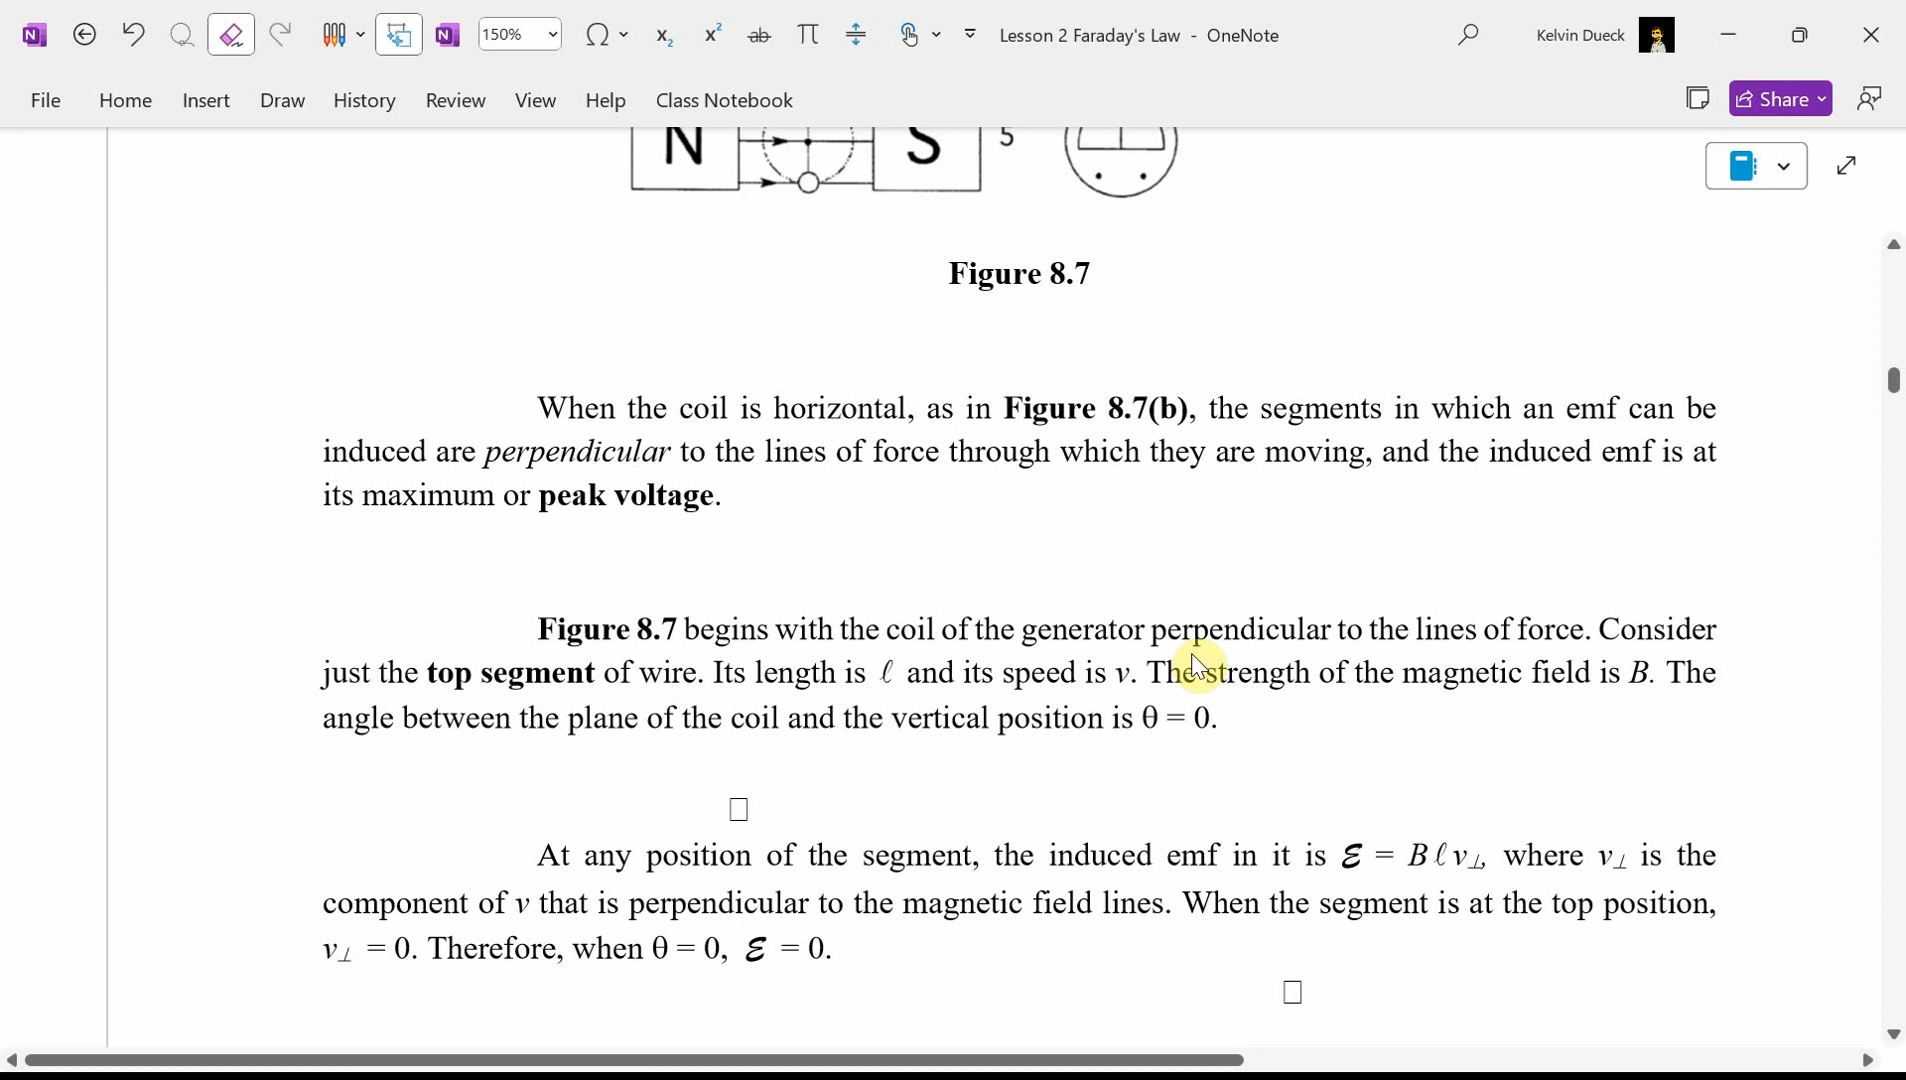 150%
Lesson 2 Faraday's Law - OneNote
Kelvin Dueck
File Home Insert Draw History Review View Help Class Notebook
Share
N S 5
Figure 8.7
When the coil is horizontal, as in Figure 8.7(b), the segments in which an emf can be
induced are perpendicular to the lines of force through which they are moving, and the induced emf is at
its maximum or peak voltage.
Figure 8.7 begins with the coil of the generator perpendicular to the lines of force. Consider
just the top segment of wire. Its length is ℓ and its speed is v. The strength of the magnetic field is B. The
angle between the plane of the coil and the vertical position is θ = 0.
At any position of the segment, the induced emf in it is ℰ = Bℓv⊥, where v⊥ is the
component of v that is perpendicular to the magnetic field lines. When the segment is at the top position,
v⊥ = 0. Therefore, when θ = 0, ℰ = 0.